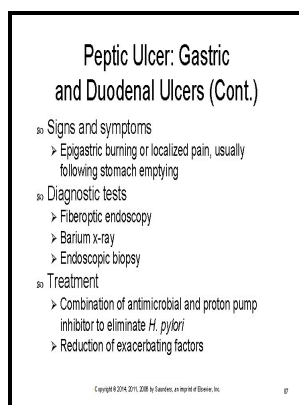 Peptic Ulcer: Gastric
and Duodenal Ulcers (Cont.)
Signs and symptoms
Epigastric burning or localized pain, usually
following stomach emptying
Diagnostic tests
Fiberoptic endoscopy
Barium x-ray
Endoscopic biopsy
Treatment
Combination of antimicrobial and proton pump
inhibitor to eliminate H. pylori
Reduction of exacerbating factors
Copyright © 2014, 2011, 2006 by Saunders, an imprint of Elsevier, Inc.